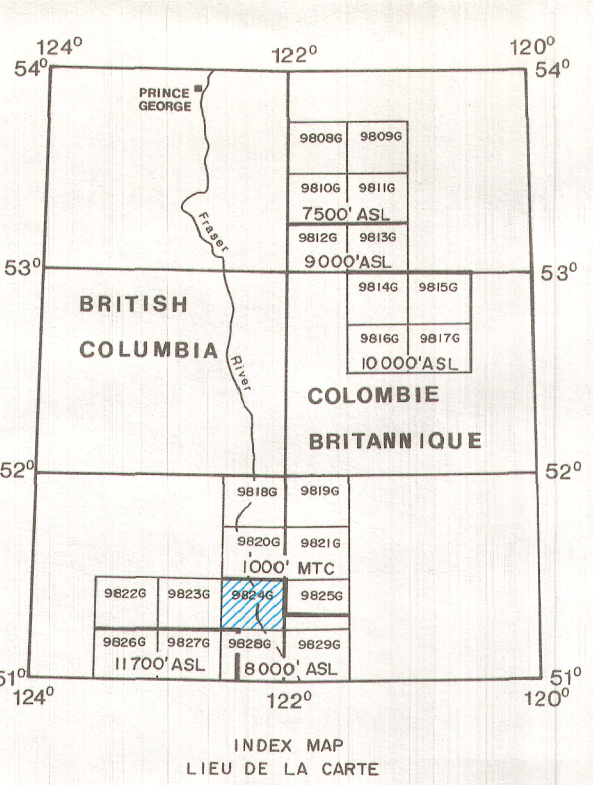 124° 122° 120°
54° 54°
PRINCE
GEORGE
9808G 9809G
9810G 9811G
7500' ASL
Fraser
9812G 9813G
9000' ASL
53° 53°
9814G 9815G
BRITISH
9816G 9817G
COLUMBIA
10 000' ASL
River
COLOMBIE
BRITANNIQUE
52° 52°
9818G 9819G
9820G 9821G
1000' MTC
9822G 9823G 9824G 9825G
9826G 9827G 9828G 9829G
11700' ASL 8000' ASL
51° 51°
124° 122° 120°
INDEX MAP
LIEU DE LA CARTE